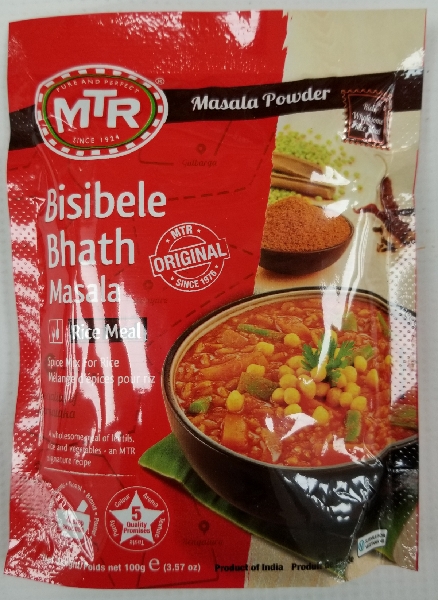 PURE AND PERFECT
MTR
SINCE 1924
Masala Powder
Bisibele
Bhath
Masala
MTR
ORIGINAL
SINCE 1976
Rice Meal
Spice Mix For Rice
Mélange d'épices pour riz
wholesome meal of lentils,
and vegetables - an MTR
signature recipe
5
Quality
Promises
Poids net 100g e (3.57 oz)
Product of India